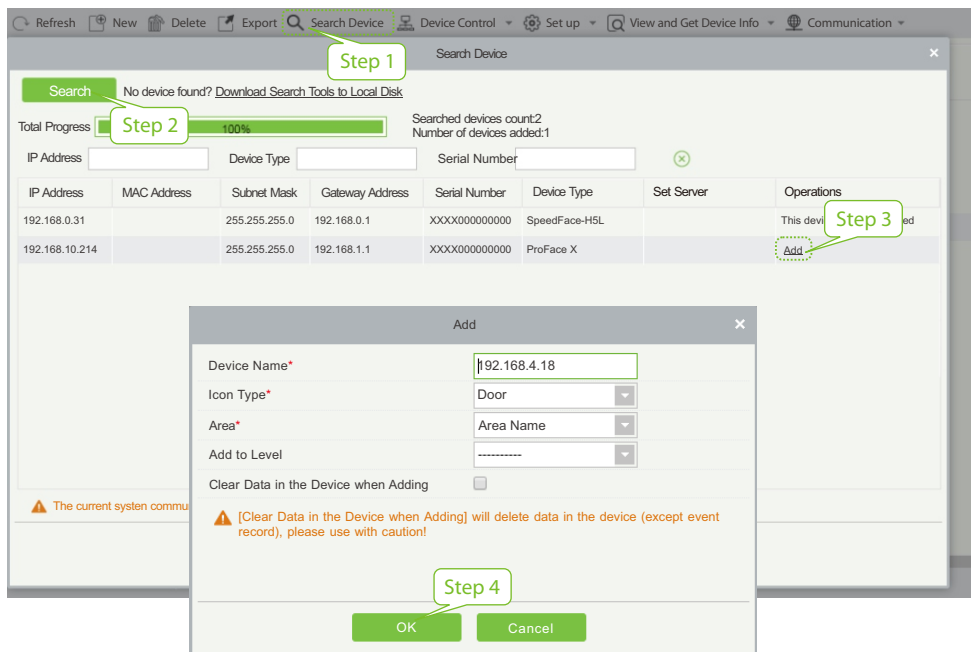 Refresh New Delete Export Search Device Device Control Set up View and Get Device Info Communication
Step 1
Search Device
Search No device found? Download Search Tools to Local Disk
Step 2
Total Progress 100% Searched devices count:2
Number of devices added:1
IP Address Device Type Serial Number
IP Address MAC Address Subnet Mask Gateway Address Serial Number Device Type Set Server Operations
192.168.0.31 255.255.255.0 192.168.0.1 XXXX000000000 SpeedFace-H5L This devi ed
Step 3
192.168.10.214 255.255.255.0 192.168.1.1 XXXX000000000 ProFace X Add
Add
Device Name* 192.168.4.18
Icon Type* Door
Area* Area Name
Add to Level ----------
Clear Data in the Device when Adding
The current systen commu
[Clear Data in the Device when Adding] will delete data in the device (except event
record), please use with caution!
Step 4
OK Cancel